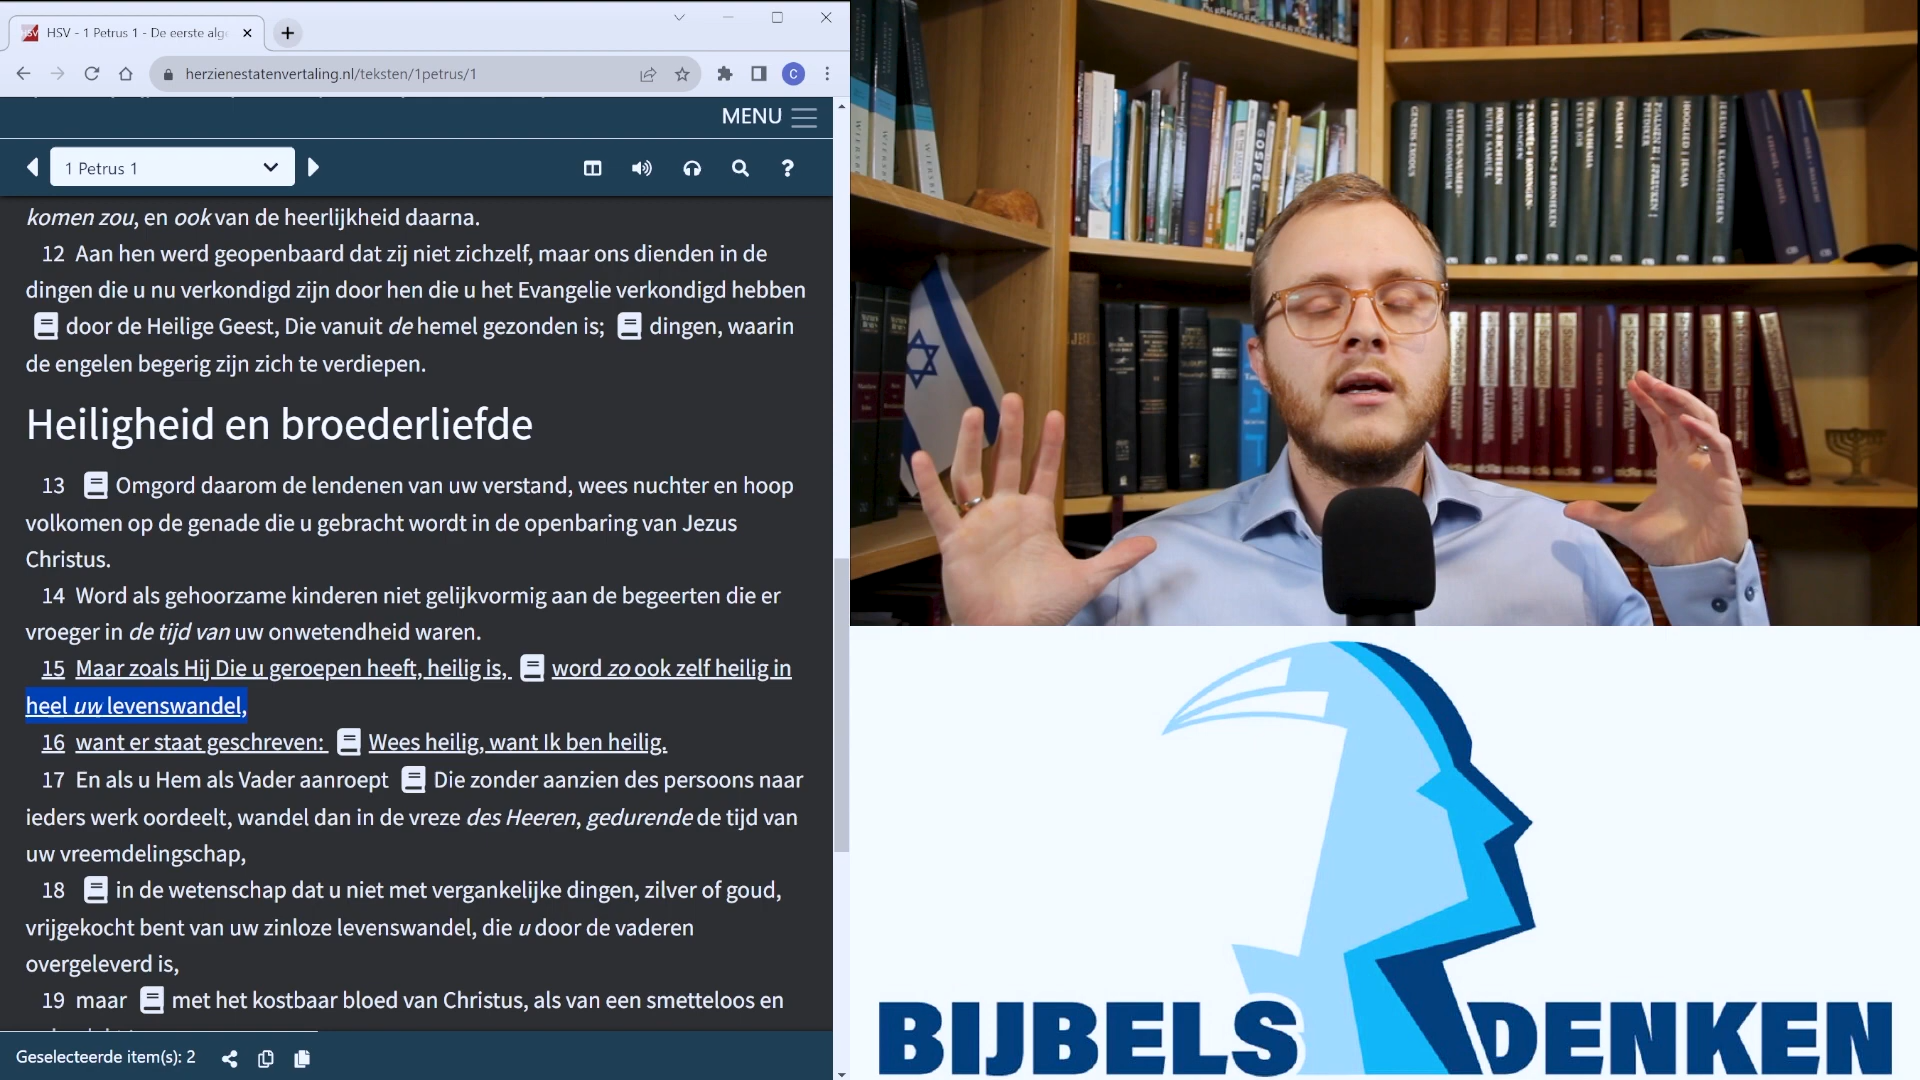 HSV - 1 Petrus 1 - De eerste alg
herzienestatenvertaling.nl/teksten/1petrus/1
C
MENU
1 Petrus 1
komen zou, en ook van de heerlijkheid daarna.
12 Aan hen werd geopenbaard dat zij niet zichzelf, maar ons dienden in de
dingen die u nu verkondigd zijn door hen die u het Evangelie verkondigd hebben
door de Heilige Geest, Die vanuit de hemel gezonden is; dingen, waarin
de engelen begerig zijn zich te verdiepen.
Heiligheid en broederliefde
13 Omgord daarom de lendenen van uw verstand, wees nuchter en hoop
volkomen op de genade die u gebracht wordt in de openbaring van Jezus
Christus.
14 Word als gehoorzame kinderen niet gelijkvormig aan de begeerten die er
vroeger in de tijd van uw onwetendheid waren.
15 Maar zoals Hij Die u geroepen heeft, heilig is, word zo ook zelf heilig in
heel uw levenswandel,
16 want er staat geschreven: Wees heilig, want Ik ben heilig.
17 En als u Hem als Vader aanroept Die zonder aanzien des persoons naar
ieders werk oordeelt, wandel dan in de vreze des Heeren, gedurende de tijd van
uw vreemdelingschap,
18 in de wetenschap dat u niet met vergankelijke dingen, zilver of goud,
vrijgekocht bent van uw zinloze levenswandel, die u door de vaderen
overgeleverd is,
19 maar met het kostbaar bloed van Christus, als van een smetteloos en
Geselecteerde item(s): 2
GOSPEL
GENESIS-EXODUS
BIJBELS DENKEN